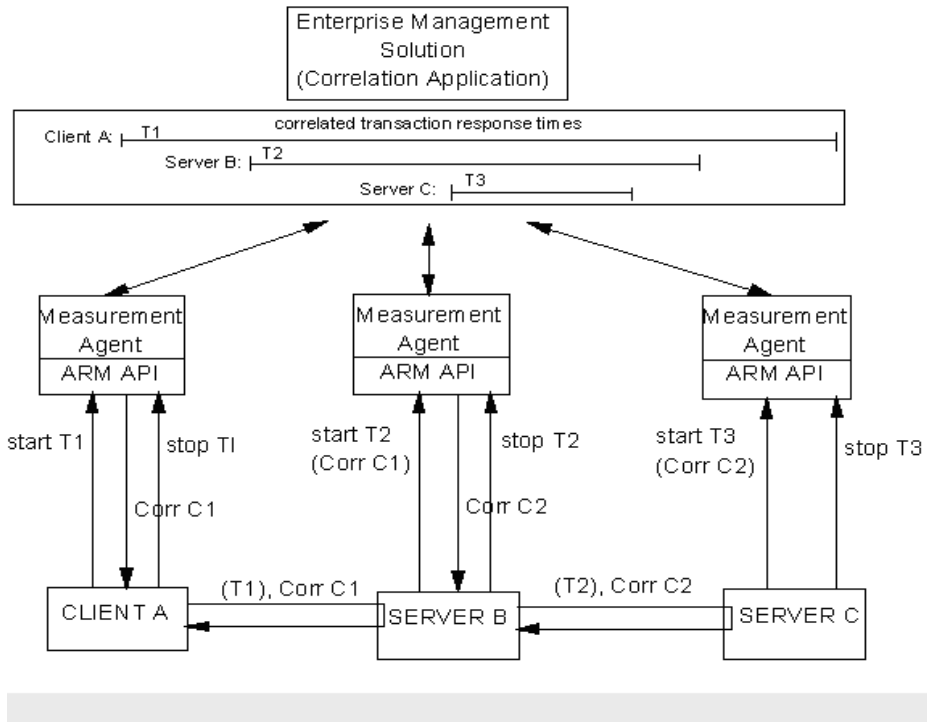 Enterprise Management
Solution
(Correlation Application)
correlated transaction response times
Client A: T1
Server B: T2
Server C: T3
Measurement
Agent
ARM API
Measurement
Agent
ARM API
Measurement
Agent
ARM API
start T1
stop TI
Corr C1
start T2
(Corr C1)
stop T2
Corr C2
start T3
(Corr C2)
stop T3
CLIENT A
(T1), Corr C1
SERVER B
(T2), Corr C2
SERVER C